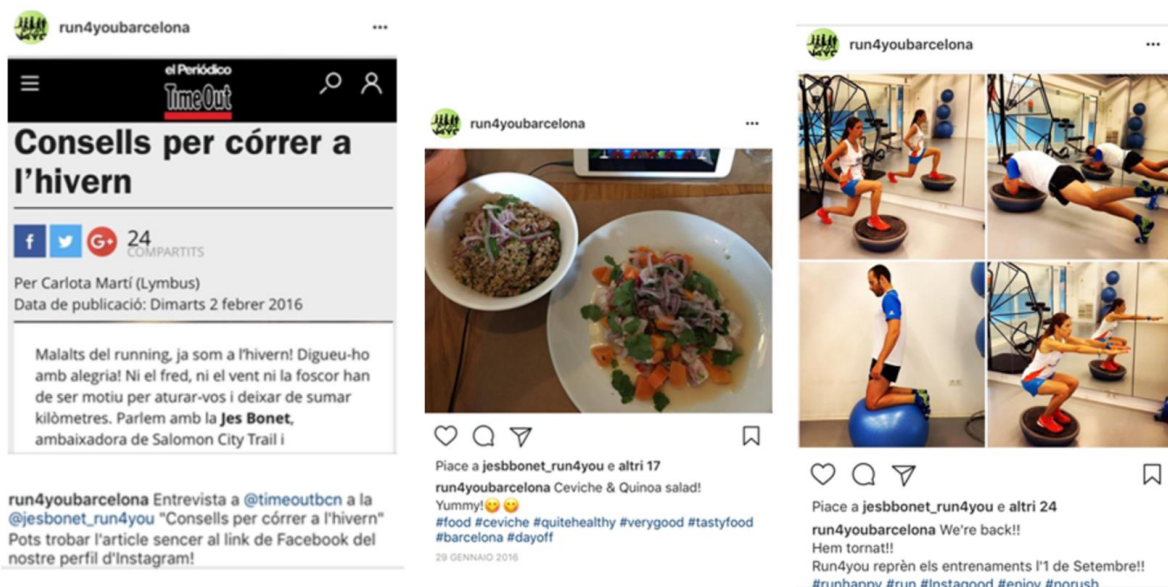 run4youbarcelona
el Periódico
TimeOut
Consells per córrer a
l'hivern
24
COMPARTITS
Per Carlota Martí (Lymbus)
Data de publicació: Dimarts 2 febrer 2016
Malalts del running, ja som a l'hivern! Digueu-ho
amb alegria! Ni el fred, ni el vent ni la foscor han
de ser motiu per aturar-vos i deixar de sumar
kilòmetres. Parlem amb la Jes Bonet,
ambaixadora de Salomon City Trail i
run4youbarcelona Entrevista a @timeoutbcn a la
@jesbonet_run4you "Consells per córrer a l'hivern"
Pots trobar l'article sencer al link de Facebook del
nostre perfil d'Instagram!
run4youbarcelona
Piace a jesbbonet_run4you e altri 17
run4youbarcelona Ceviche & Quinoa salad!
Yummy!😋😋
#food #ceviche #quitehealthy #verygood #tastyfood
#barcelona #dayoff
29 GENNAIO 2016
run4youbarcelona
Piace a jesbbonet_run4you e altri 24
run4youbarcelona We're back!!
Hem tornat!!
Run4you reprèn els entrenaments l'1 de Setembre!!
#runhappy #run #Instagood #enjoy #norush